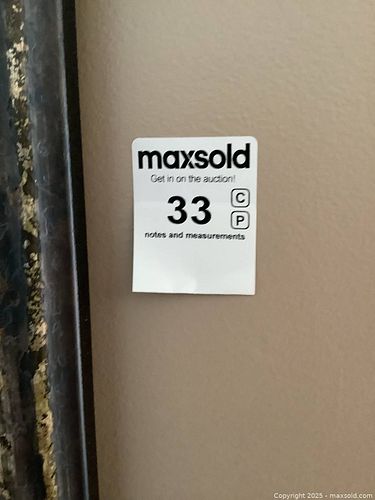 maxsold
Get in on the auction!
33
C
P
notes and measurements
Copyright 2025 - maxsold.com